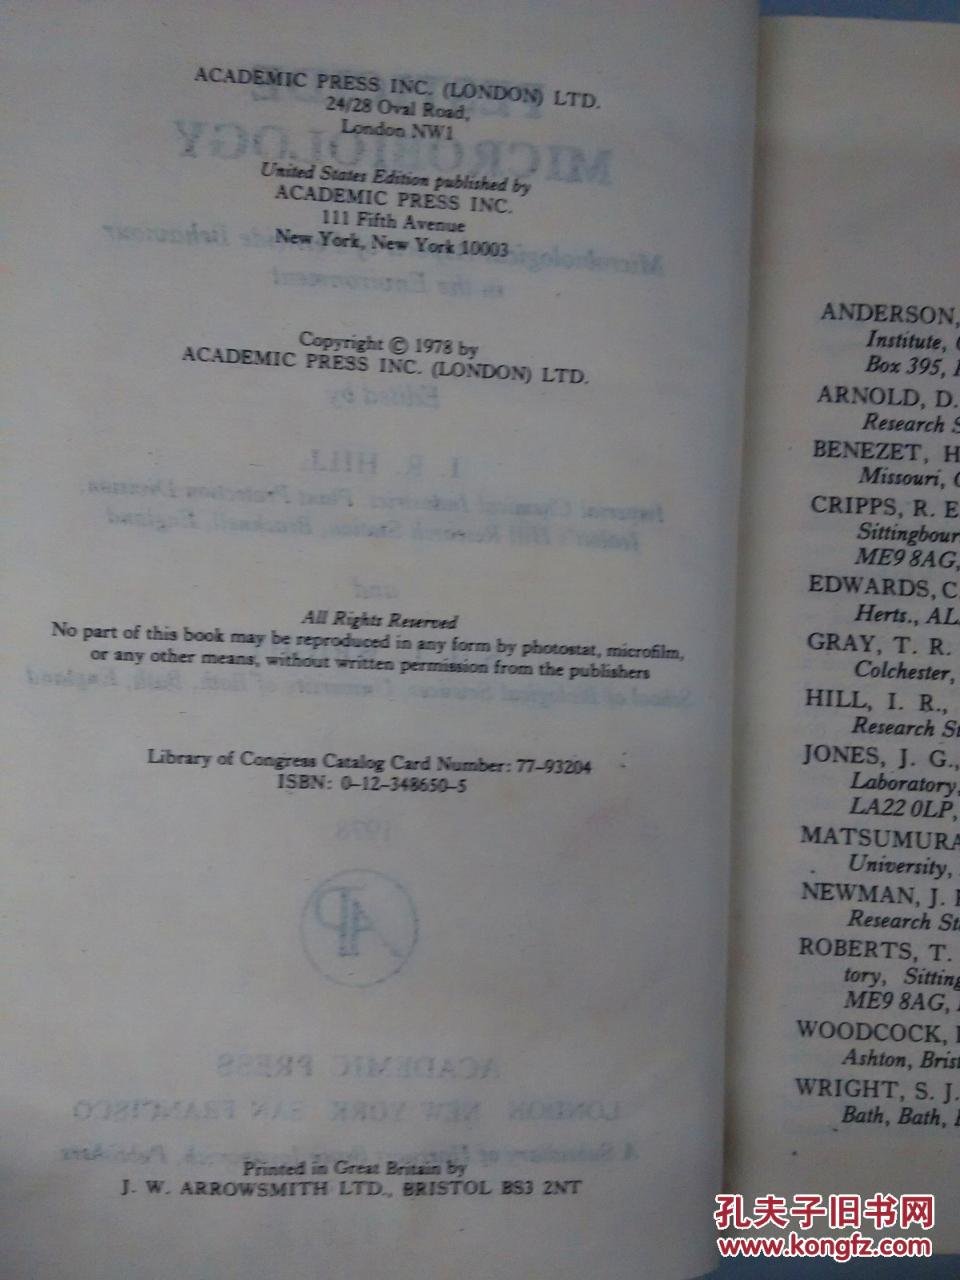 ACADEMIC PRESS INC. (LONDON) LTD.
24/28 Oval Road,
London NW1
United States Edition published by
ACADEMIC PRESS INC.
111 Fifth Avenue
New York, New York 10003
Copyright © 1978 by
ACADEMIC PRESS INC. (LONDON) LTD.
All Rights Reserved
No part of this book may be reproduced in any form by photostat, microfilm,
or any other means, without written permission from the publishers
Library of Congress Catalog Card Number: 77-93204
ISBN: 0-12-348650-5
Printed in Great Britain by
J. W. ARROWSMITH LTD., BRISTOL BS3 2NT
ANDERSON,
Institute,
Box 395,
ARNOLD, D.
Research S
BENEZET, H
Missouri,
CRIPPS, R. E
Sittingbour
ME9 8AG,
EDWARDS, C
Herts., AL
GRAY, T. R.
Colchester,
HILL, I. R.,
Research St
JONES, J. G.,
Laboratory,
LA22 0LP,
MATSUMURA
University,
NEWMAN, J.
Research St
ROBERTS, T.
tory, Sitting
ME9 8AG,
WOODCOCK,
Ashton, Brist
WRIGHT, S. J.
Bath, Bath,
孔夫子旧书网
www.kongfz.com